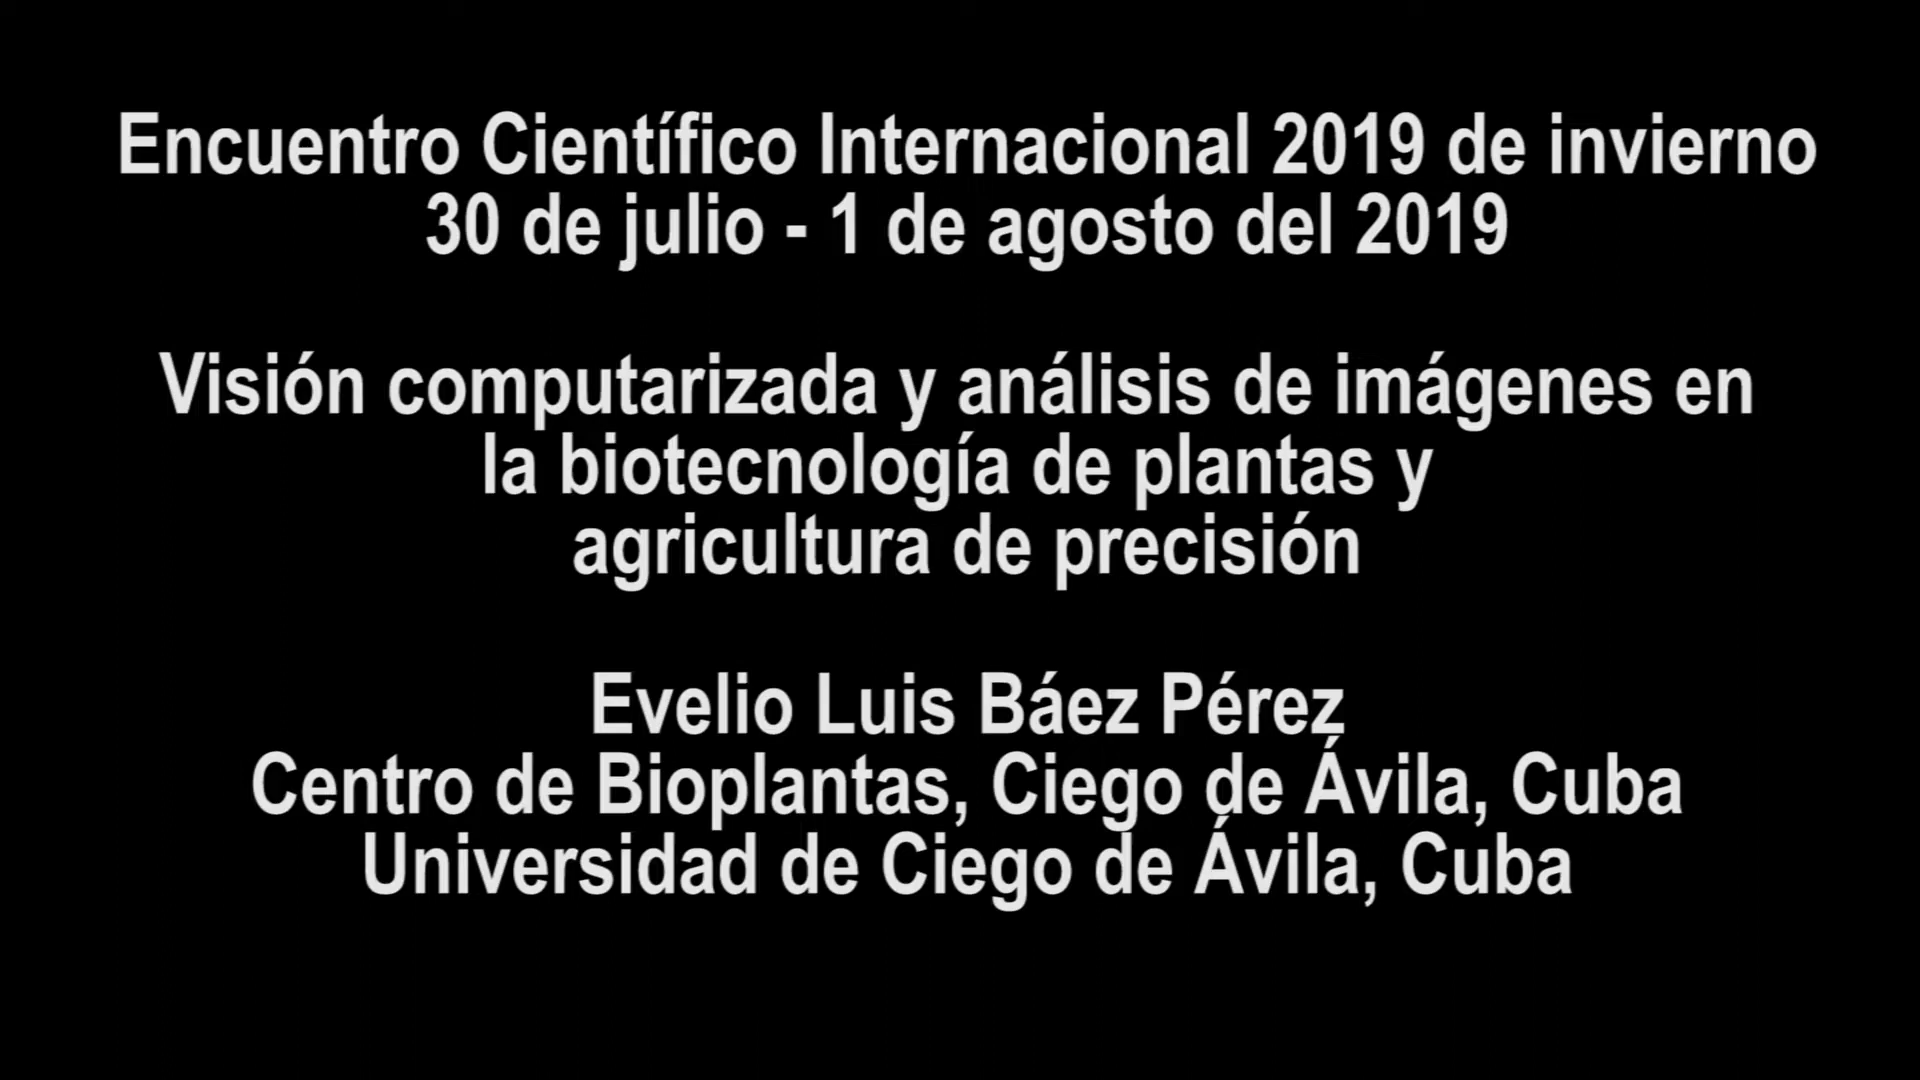 Encuentro Científico Internacional 2019 de invierno
30 de julio - 1 de agosto del 2019
Visión computarizada y análisis de imágenes en
la biotecnología de plantas y
agricultura de precisión
Evelio Luis Báez Pérez
Centro de Bioplantas, Ciego de Ávila, Cuba
Universidad de Ciego de Ávila, Cuba